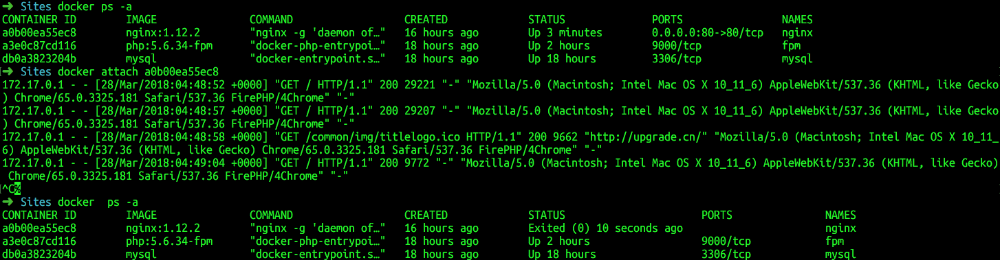 ➜ Sites docker ps -a
CONTAINER ID IMAGE COMMAND CREATED STATUS PORTS NAMES
a0b00ea55ec8 nginx:1.12.2 "nginx -g 'daemon of…" 16 hours ago Up 3 minutes 0.0.0.0:80->80/tcp nginx
a3e0c87cd116 php:5.6.34-fpm "docker-php-entrypoi…" 18 hours ago Up 2 hours 9000/tcp fpm
db0a3823204b mysql "docker-entrypoint.s…" 18 hours ago Up 18 hours 3306/tcp mysql
➜ Sites docker attach a0b00ea55ec8
172.17.0.1 - - [28/Mar/2018:04:48:52 +0000] "GET / HTTP/1.1" 200 29221 "-" "Mozilla/5.0 (Macintosh; Intel Mac OS X 10_11_6) AppleWebKit/537.36 (KHTML, like Gecko
) Chrome/65.0.3325.181 Safari/537.36 FirePHP/4Chrome" "-"
172.17.0.1 - - [28/Mar/2018:04:48:57 +0000] "GET / HTTP/1.1" 200 29207 "-" "Mozilla/5.0 (Macintosh; Intel Mac OS X 10_11_6) AppleWebKit/537.36 (KHTML, like Gecko
) Chrome/65.0.3325.181 Safari/537.36 FirePHP/4Chrome" "-"
172.17.0.1 - - [28/Mar/2018:04:48:58 +0000] "GET /common/img/titlelogo.ico HTTP/1.1" 200 9662 "http://upgrade.cn/" "Mozilla/5.0 (Macintosh; Intel Mac OS X 10_11_
6) AppleWebKit/537.36 (KHTML, like Gecko) Chrome/65.0.3325.181 Safari/537.36 FirePHP/4Chrome" "-"
172.17.0.1 - - [28/Mar/2018:04:49:04 +0000] "GET / HTTP/1.1" 200 9772 "-" "Mozilla/5.0 (Macintosh; Intel Mac OS X 10_11_6) AppleWebKit/537.36 (KHTML, like Gecko)
Chrome/65.0.3325.181 Safari/537.36 FirePHP/4Chrome" "-"
^C%
➜ Sites docker  ps -a
CONTAINER ID IMAGE COMMAND CREATED STATUS PORTS NAMES
a0b00ea55ec8 nginx:1.12.2 "nginx -g 'daemon of…" 16 hours ago Exited (0) 10 seconds ago nginx
a3e0c87cd116 php:5.6.34-fpm "docker-php-entrypoi…" 18 hours ago Up 2 hours 9000/tcp fpm
db0a3823204b mysql "docker-entrypoint.s…" 18 hours ago Up 18 hours 3306/tcp mysql